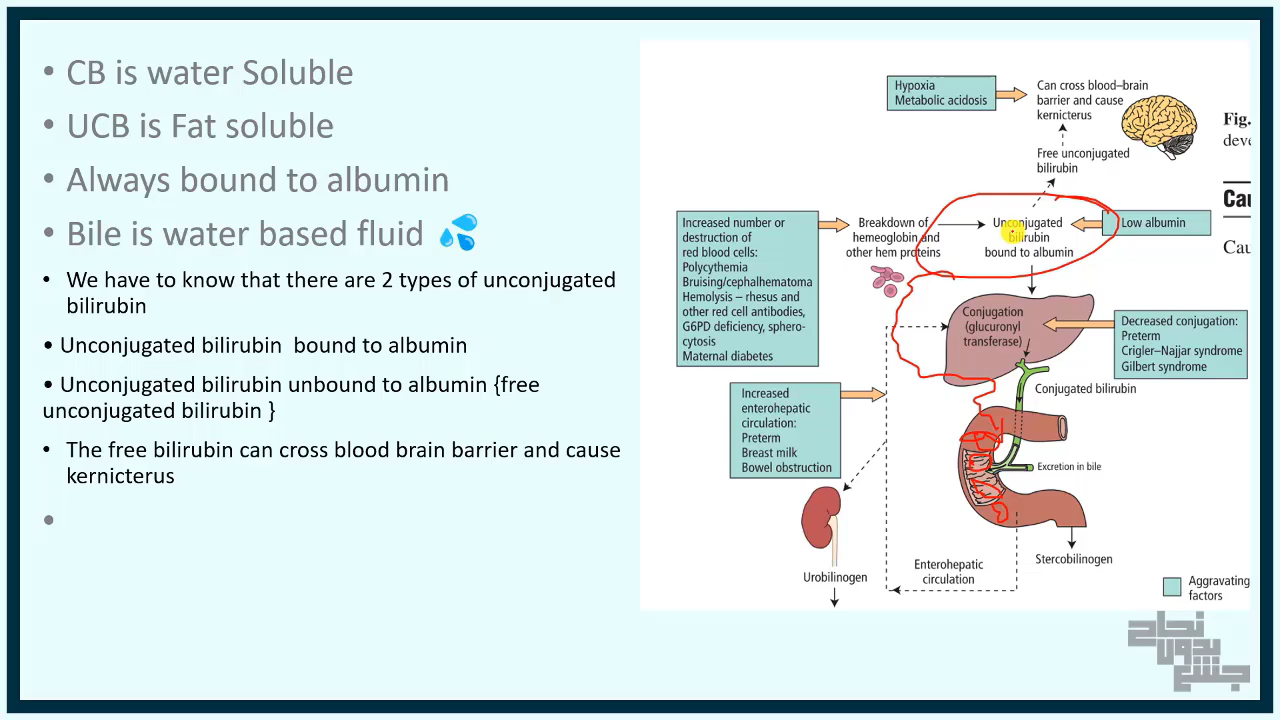 • CB is water Soluble
• UCB is Fat soluble
• Always bound to albumin
• Bile is water based fluid 💦
• We have to know that there are 2 types of unconjugated
bilirubin
• Unconjugated bilirubin  bound to albumin
• Unconjugated bilirubin unbound to albumin {free
unconjugated bilirubin }
• The free bilirubin can cross blood brain barrier and cause
kernicterus
•
Hypoxia
Metabolic acidosis
Can cross blood–brain
barrier and cause
kernicterus
Free unconjugated
bilirubin
Fig.
deve
Cau
Cau
Increased number or
destruction of
red blood cells:
Polycythemia
Bruising/cephalhematoma
Hemolysis – rhesus and
other red cell antibodies,
G6PD deficiency, sphero-
cytosis
Maternal diabetes
Breakdown of
hemeoglobin and
other hem proteins
Unconjugated
bilirubin
bound to albumin
Low albumin
Conjugation
(glucuronyl
transferase)
Decreased conjugation:
Preterm
Crigler–Najjar syndrome
Gilbert syndrome
Conjugated bilirubin
Increased
enterohepatic
circulation:
Preterm
Breast milk
Bowel obstruction
Excretion in bile
Urobilinogen
Enterohepatic
circulation
Stercobilinogen
Aggravating
factors
نجاح
بدون
جشع